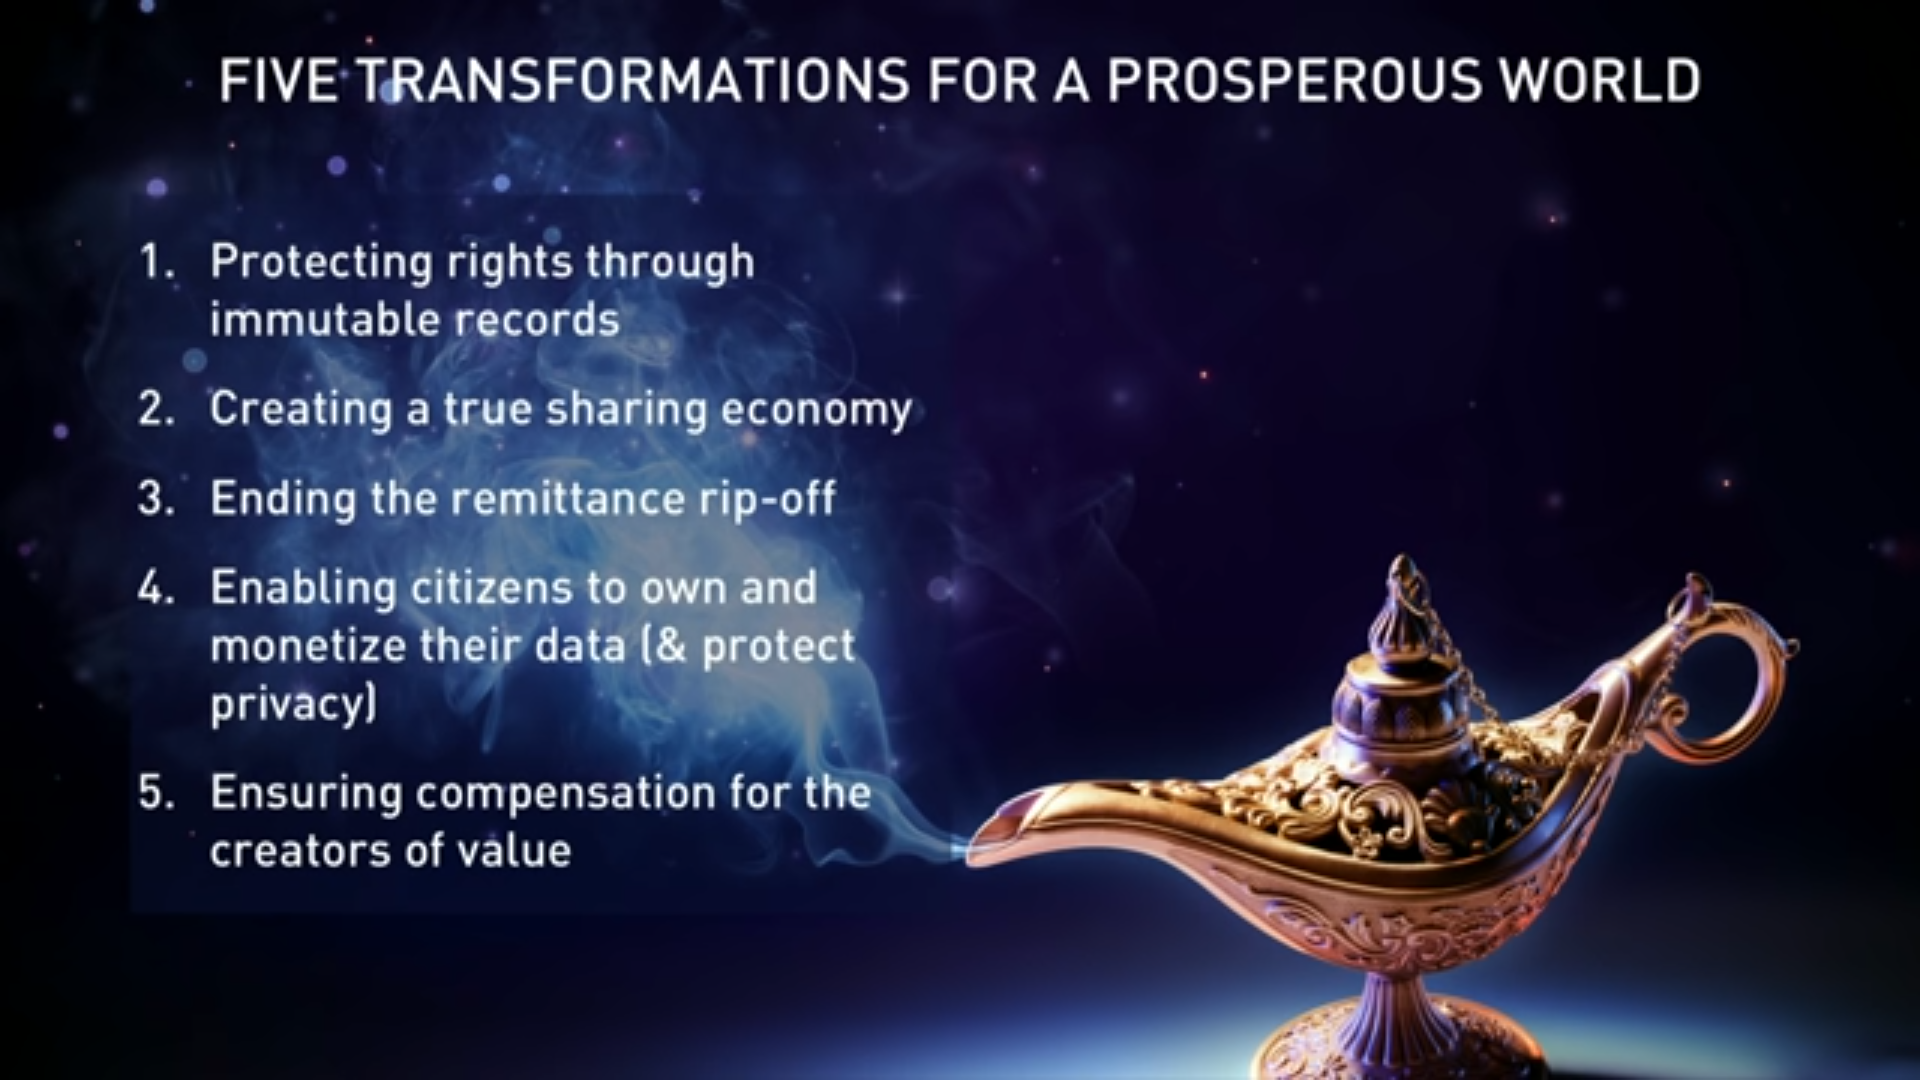 FIVE TRANSFORMATIONS FOR A PROSPEROUS WORLD
1. Protecting rights through
immutable records
2. Creating a true sharing economy
3. Ending the remittance rip-off
4. Enabling citizens to own and
monetize their data (& protect
privacy)
5. Ensuring compensation for the
creators of value